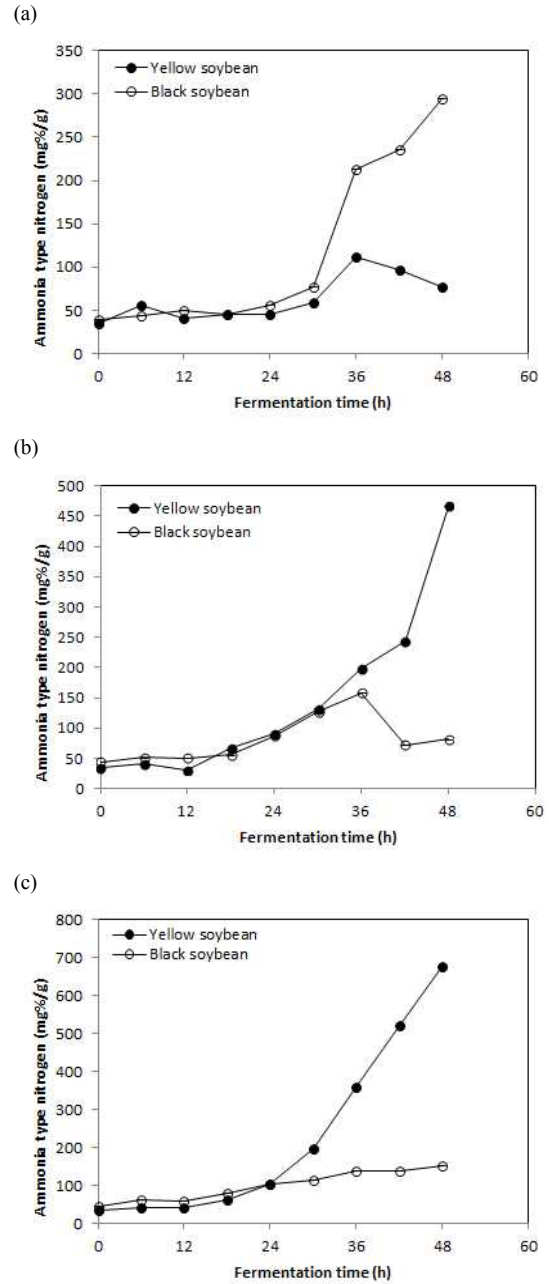 (a)
350
300
250
200
150
100
50
0
Ammonia type nitrogen (mg%/g)
Yellow soybean
Black soybean
0 12 24 36 48 60
Fermentation time (h)
(b)
500
450
400
350
300
250
200
150
100
50
0
Ammonia type nitrogen (mg%/g)
Yellow soybean
Black soybean
0 12 24 36 48 60
Fermentation time (h)
(c)
800
700
600
500
400
300
200
100
0
Ammonia type nitrogen (mg%/g)
Yellow soybean
Black soybean
0 12 24 36 48 60
Fermentation time (h)